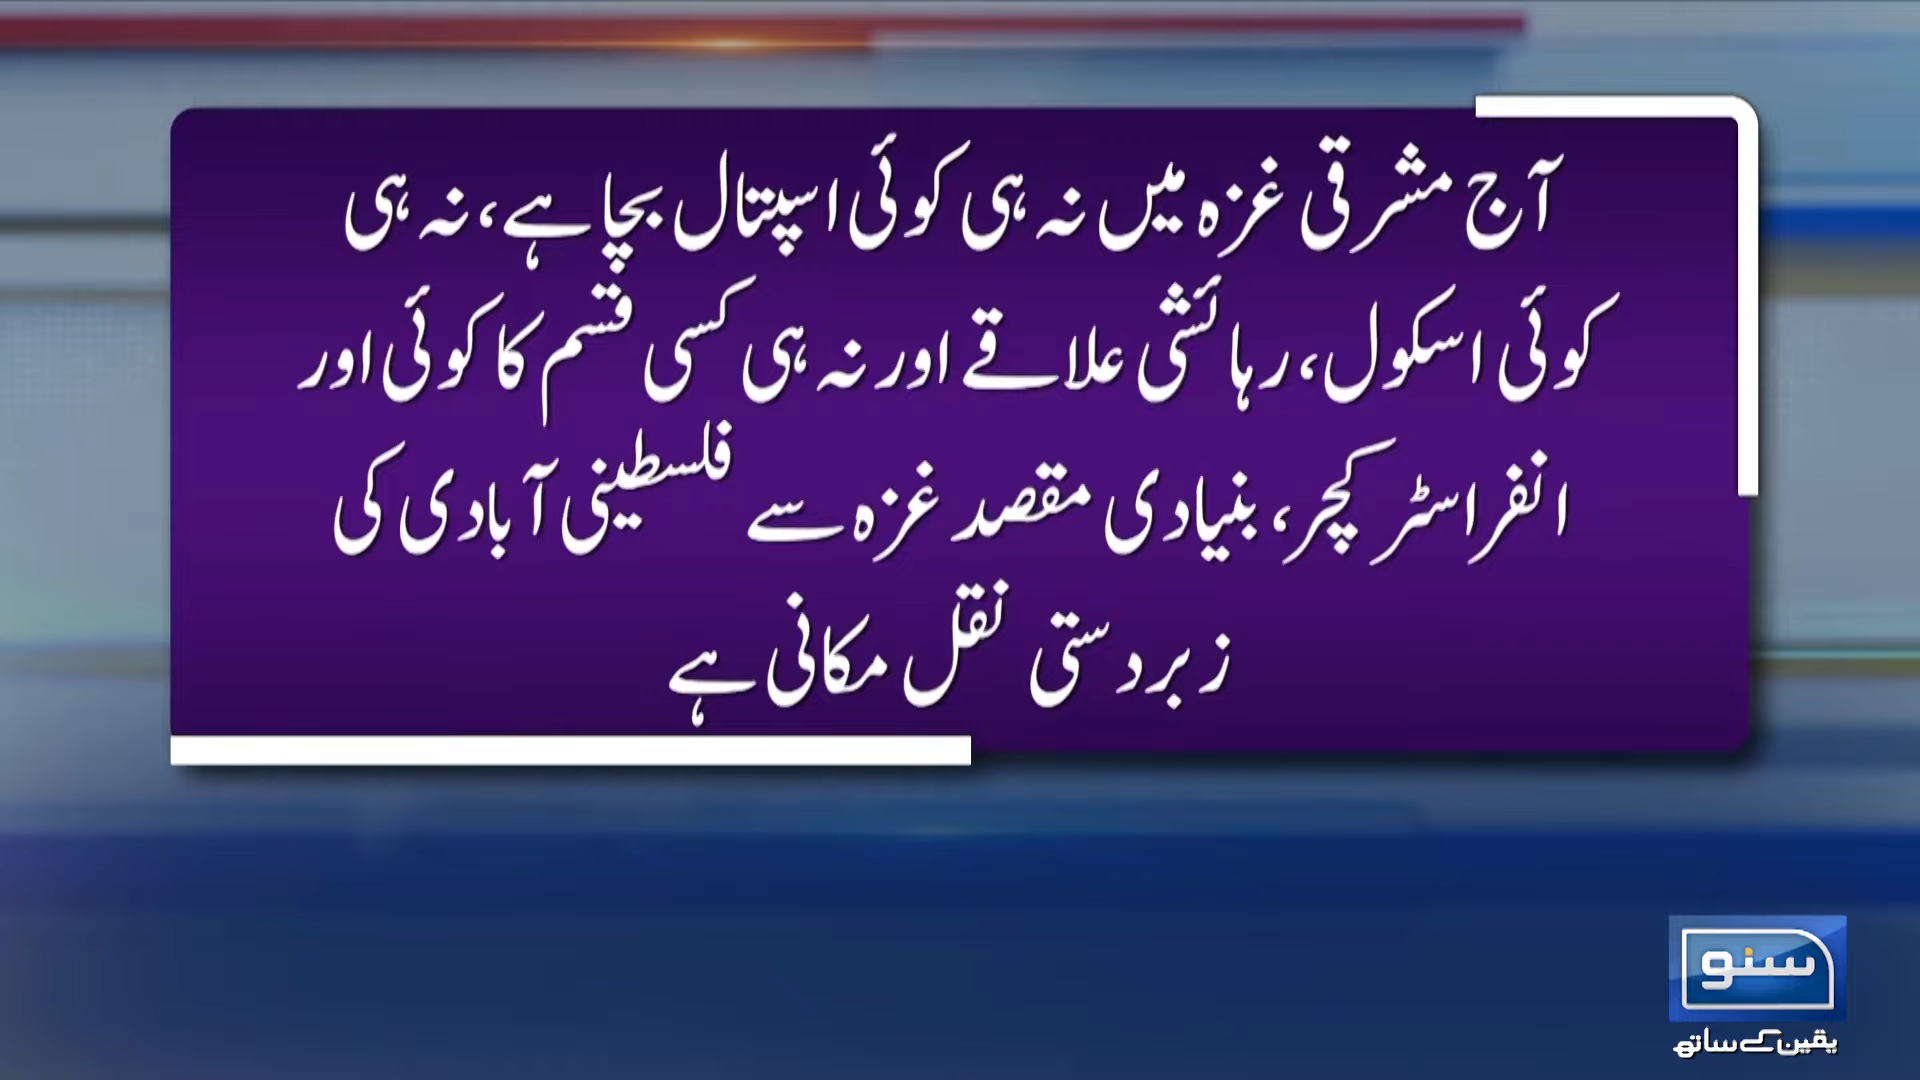 آج مشرقی غزہ میں نہ ہی کوئی اسپتال بچا ہے، نہ ہی
کوئی اسکول، رہائشی علاقے اور نہ ہی کسی قسم کا کوئی اور
انفراسٹرکچر، بنیادی مقصد غزہ سے فلسطینی آبادی کی
زبردستی نقل مکانی ہے
سنو
یقین کے ساتھ